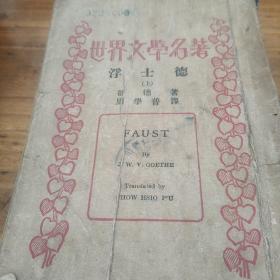 世界文學名著
浮士德
(上)
哥德著
周學普譯
FAUST
By
J. W. V. GOETHE
Translated by
CHOW HSIO P'U